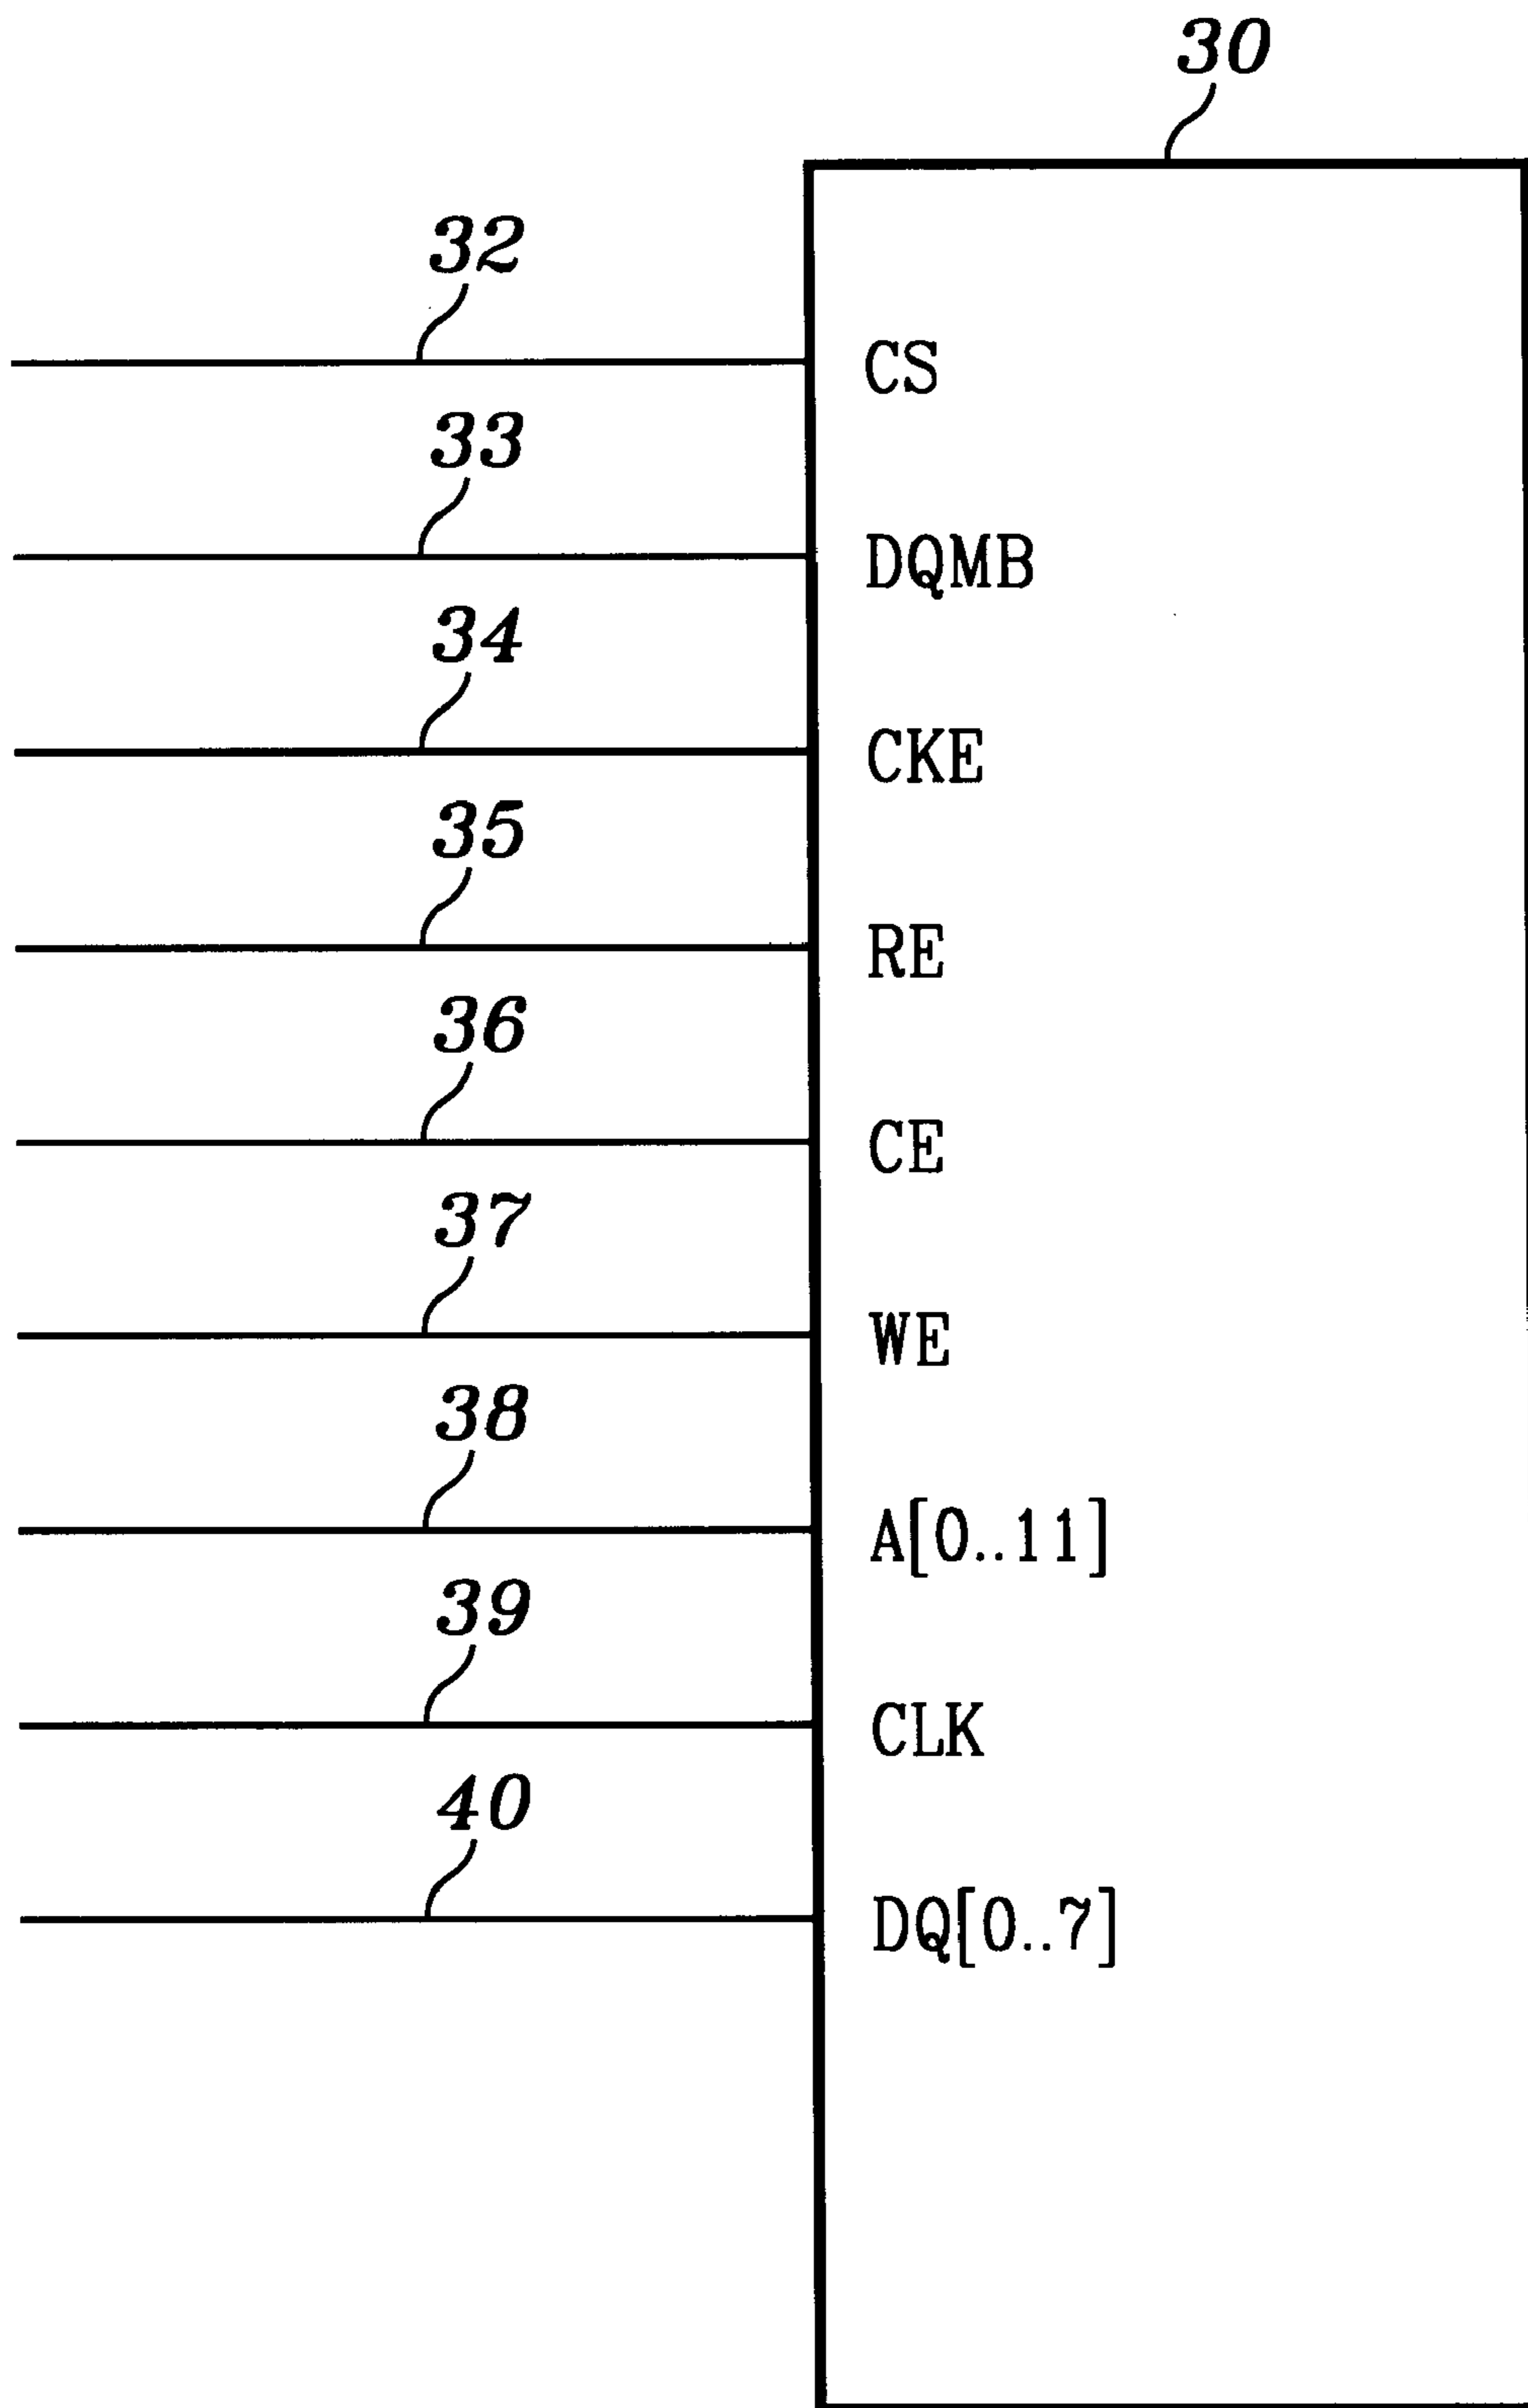 30
32
CS
33
DQMB
34
CKE
35
RE
36
CE
37
WE
38
A[0..11]
39
CLK
40
DQ[0..7]